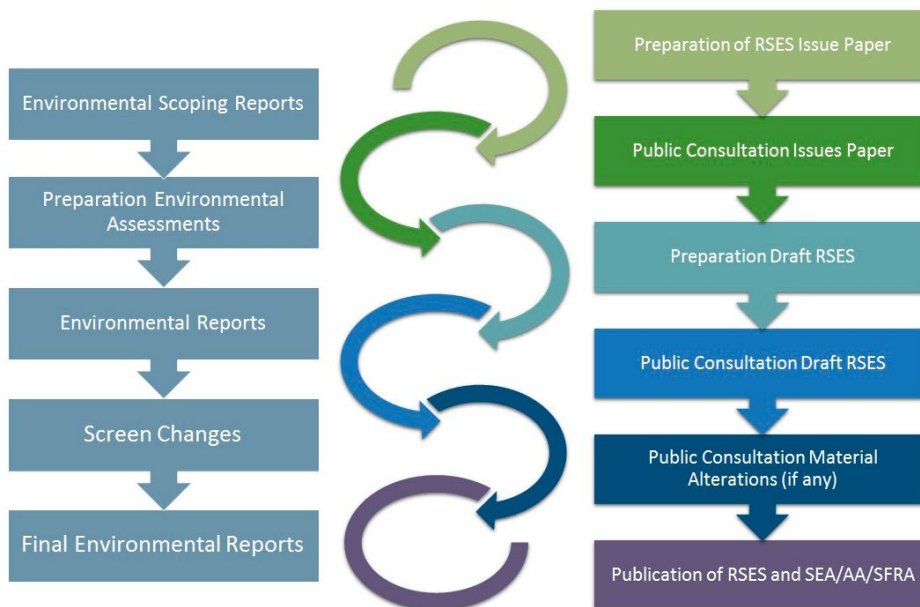 Environmental Scoping Reports
Preparation Environmental
Assessments
Environmental Reports
Screen Changes
Final Environmental Reports
Preparation of RSES Issue Paper
Public Consultation Issues Paper
Preparation Draft RSES
Public Consultation Draft RSES
Public Consultation Material
Alterations (if any)
Publication of RSES and SEA/AA/SFRA